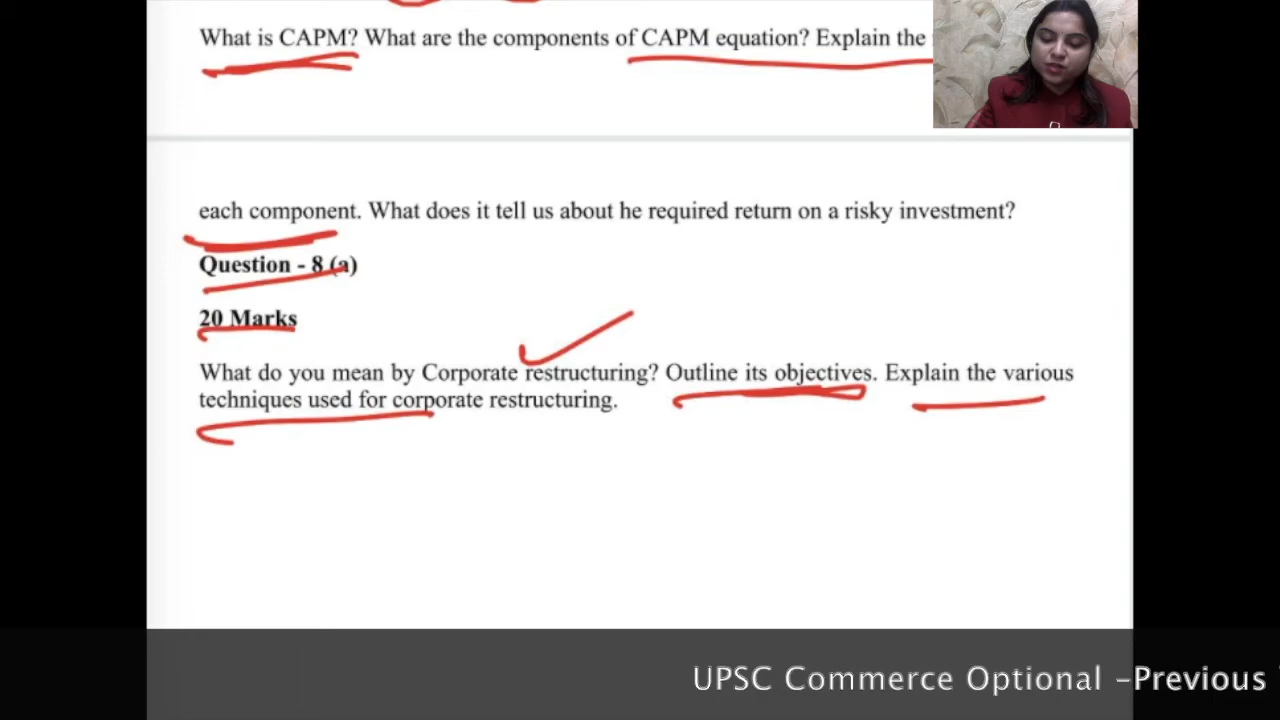 What is CAPM? What are the components of CAPM equation? Explain the
each component. What does it tell us about he required return on a risky investment?
Question - 8 (a)
20 Marks
What do you mean by Corporate restructuring? Outline its objectives. Explain the various
techniques used for corporate restructuring.
UPSC Commerce Optional -Previous